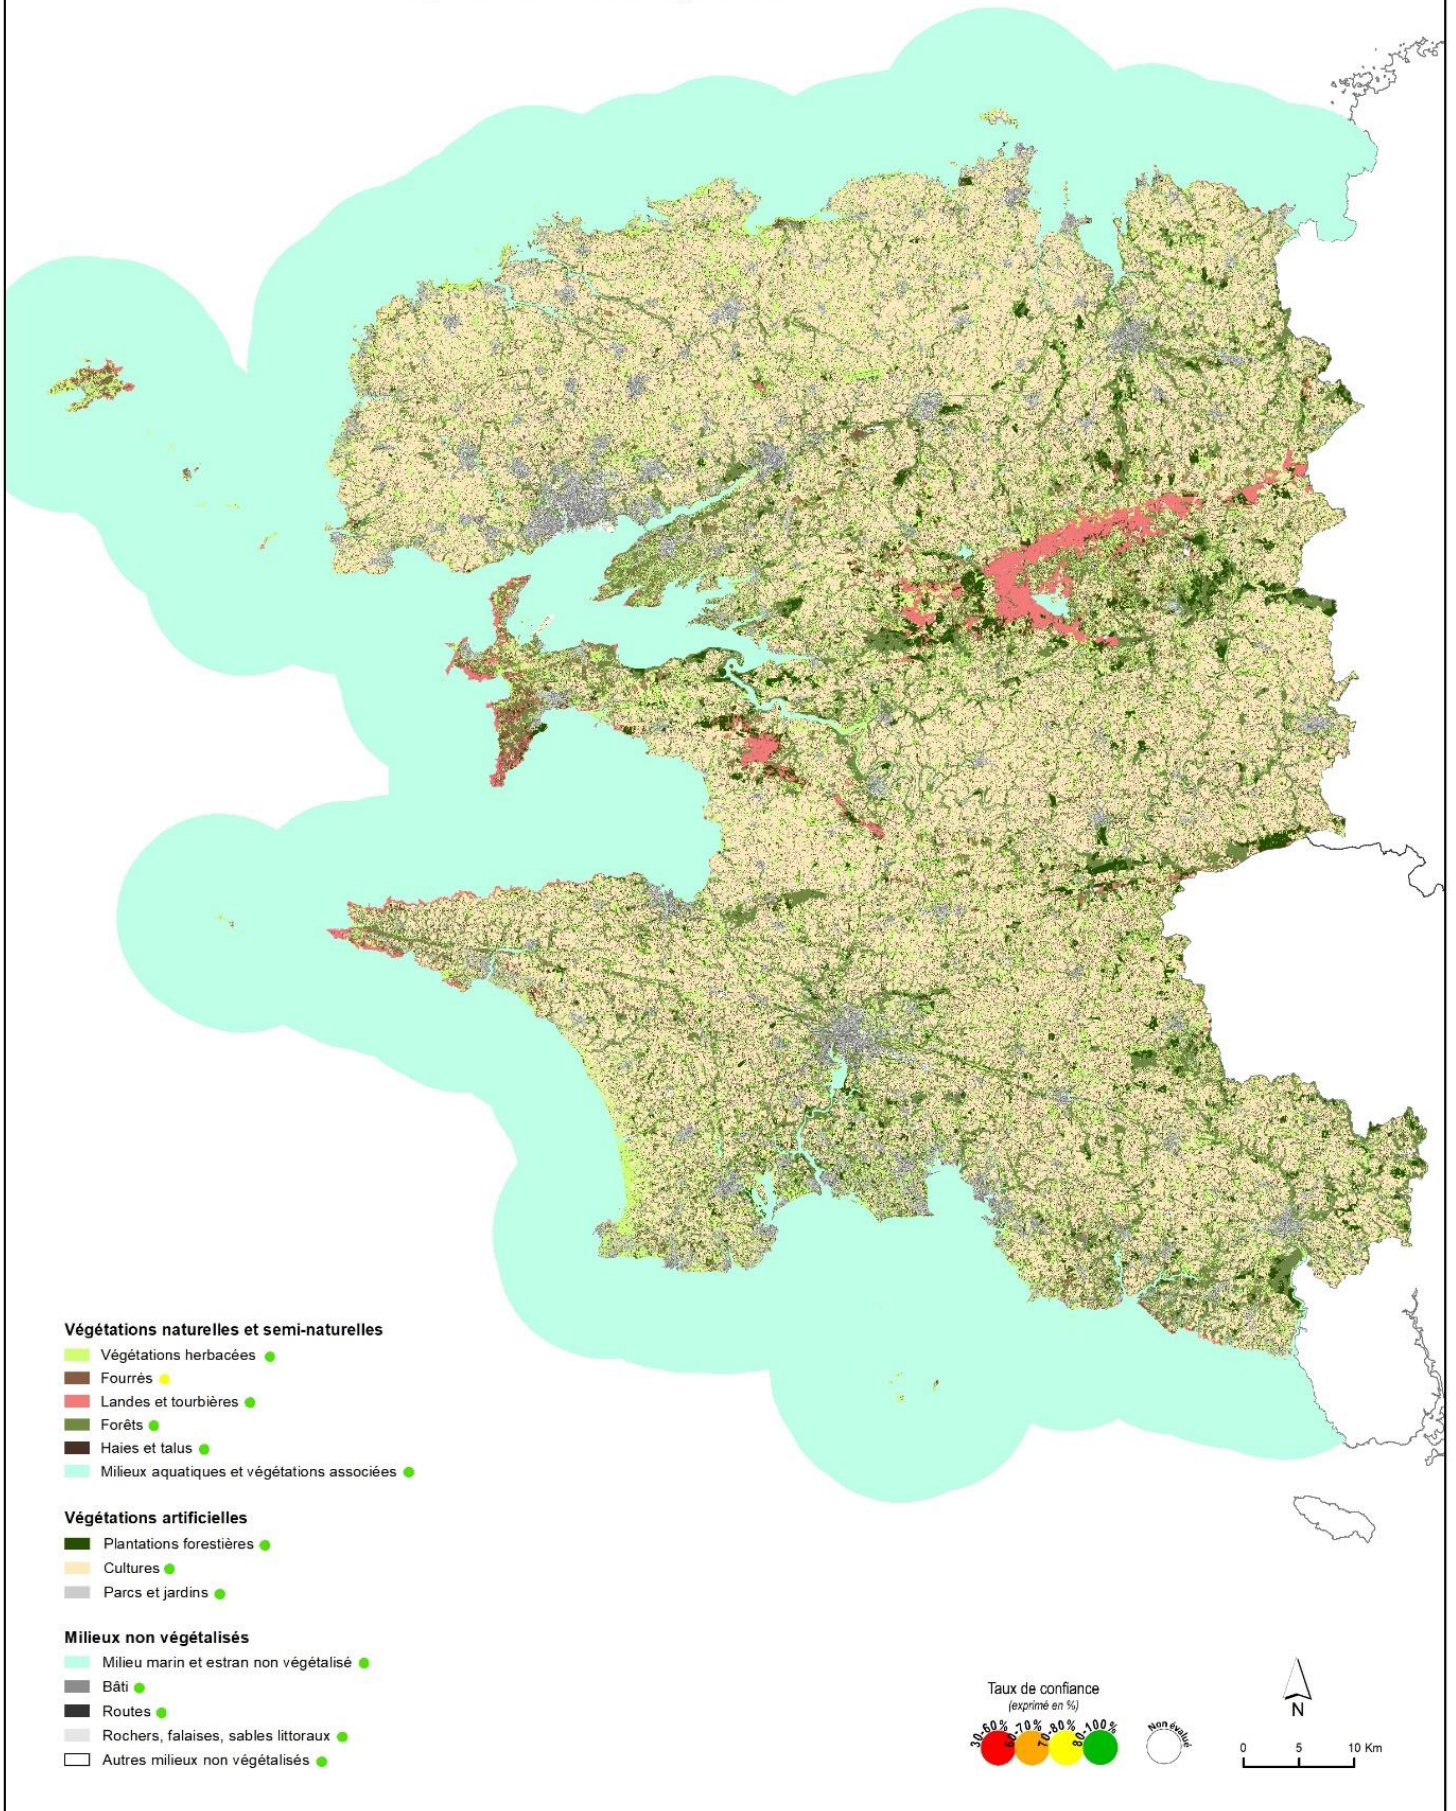 Végétations naturelles et semi-naturelles
Végétations herbacées
Fourrés
Landes et tourbières
Forêts
Haies et talus
Milieux aquatiques et végétations associées
Végétations artificielles
Plantations forestières
Cultures
Parcs et jardins
Milieux non végétalisés
Milieu marin et estran non végétalisé
Bâti
Routes
Rochers, falaises, sables littoraux
Autres milieux non végétalisés
Taux de confiance
(exprimé en %)
30-60% 60-70% 70-80% 80-100% Non évalué
N
0 5 10 Km